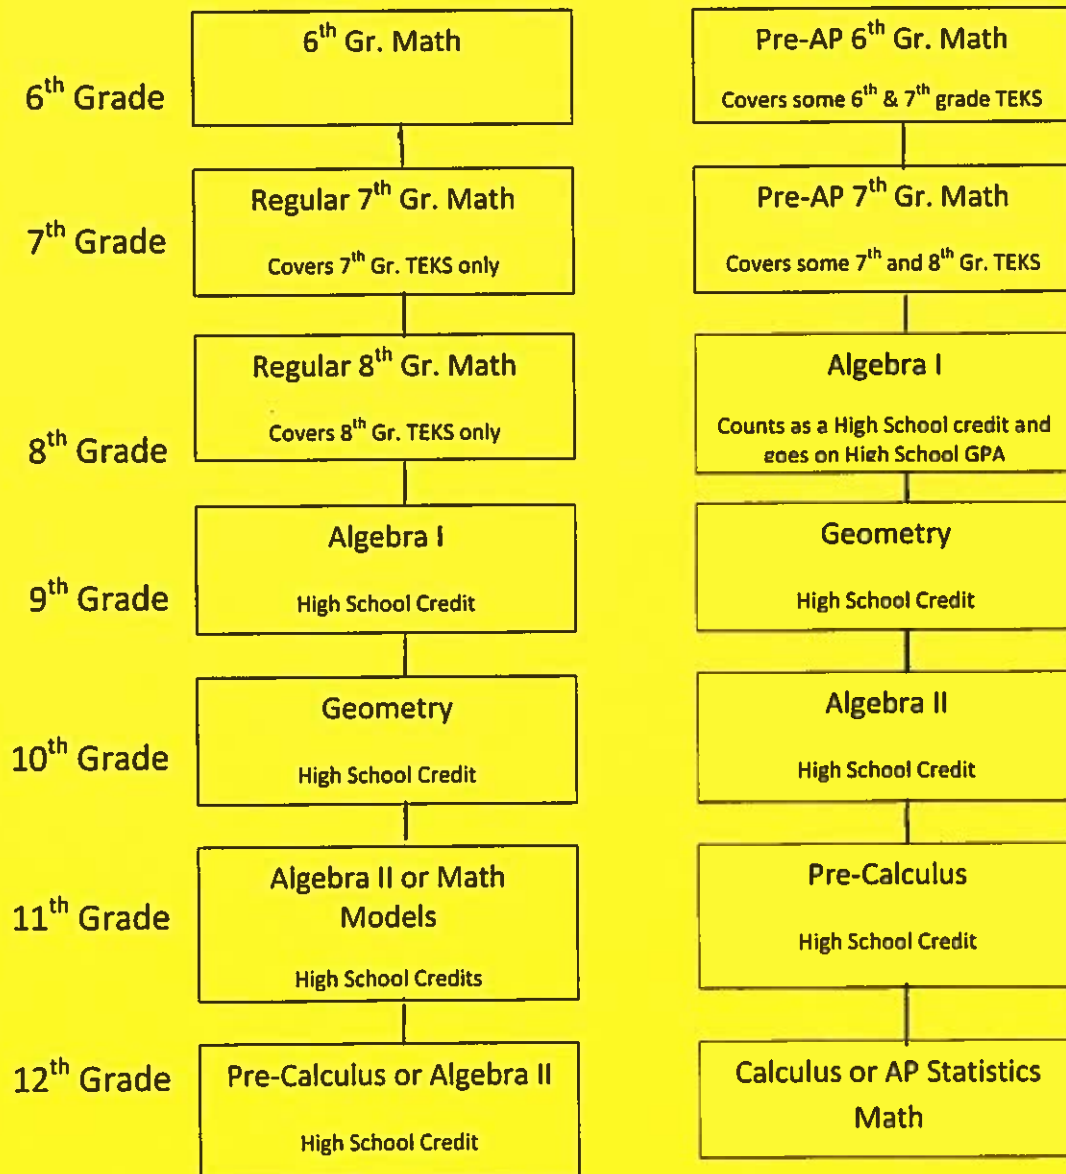 6th Grade
6th Gr. Math
Pre-AP 6th Gr. Math
Covers some 6th & 7th grade TEKS
7th Grade
Regular 7th Gr. Math
Covers 7th Gr. TEKS only
Pre-AP 7th Gr. Math
Covers some 7th and 8th Gr. TEKS
8th Grade
Regular 8th Gr. Math
Covers 8th Gr. TEKS only
Algebra I
Counts as a High School credit and
goes on High School GPA
9th Grade
Algebra I
High School Credit
Geometry
High School Credit
10th Grade
Geometry
High School Credit
Algebra II
High School Credit
11th Grade
Algebra II or Math
Models
High School Credits
Pre-Calculus
High School Credit
12th Grade
Pre-Calculus or Algebra II
High School Credit
Calculus or AP Statistics
Math